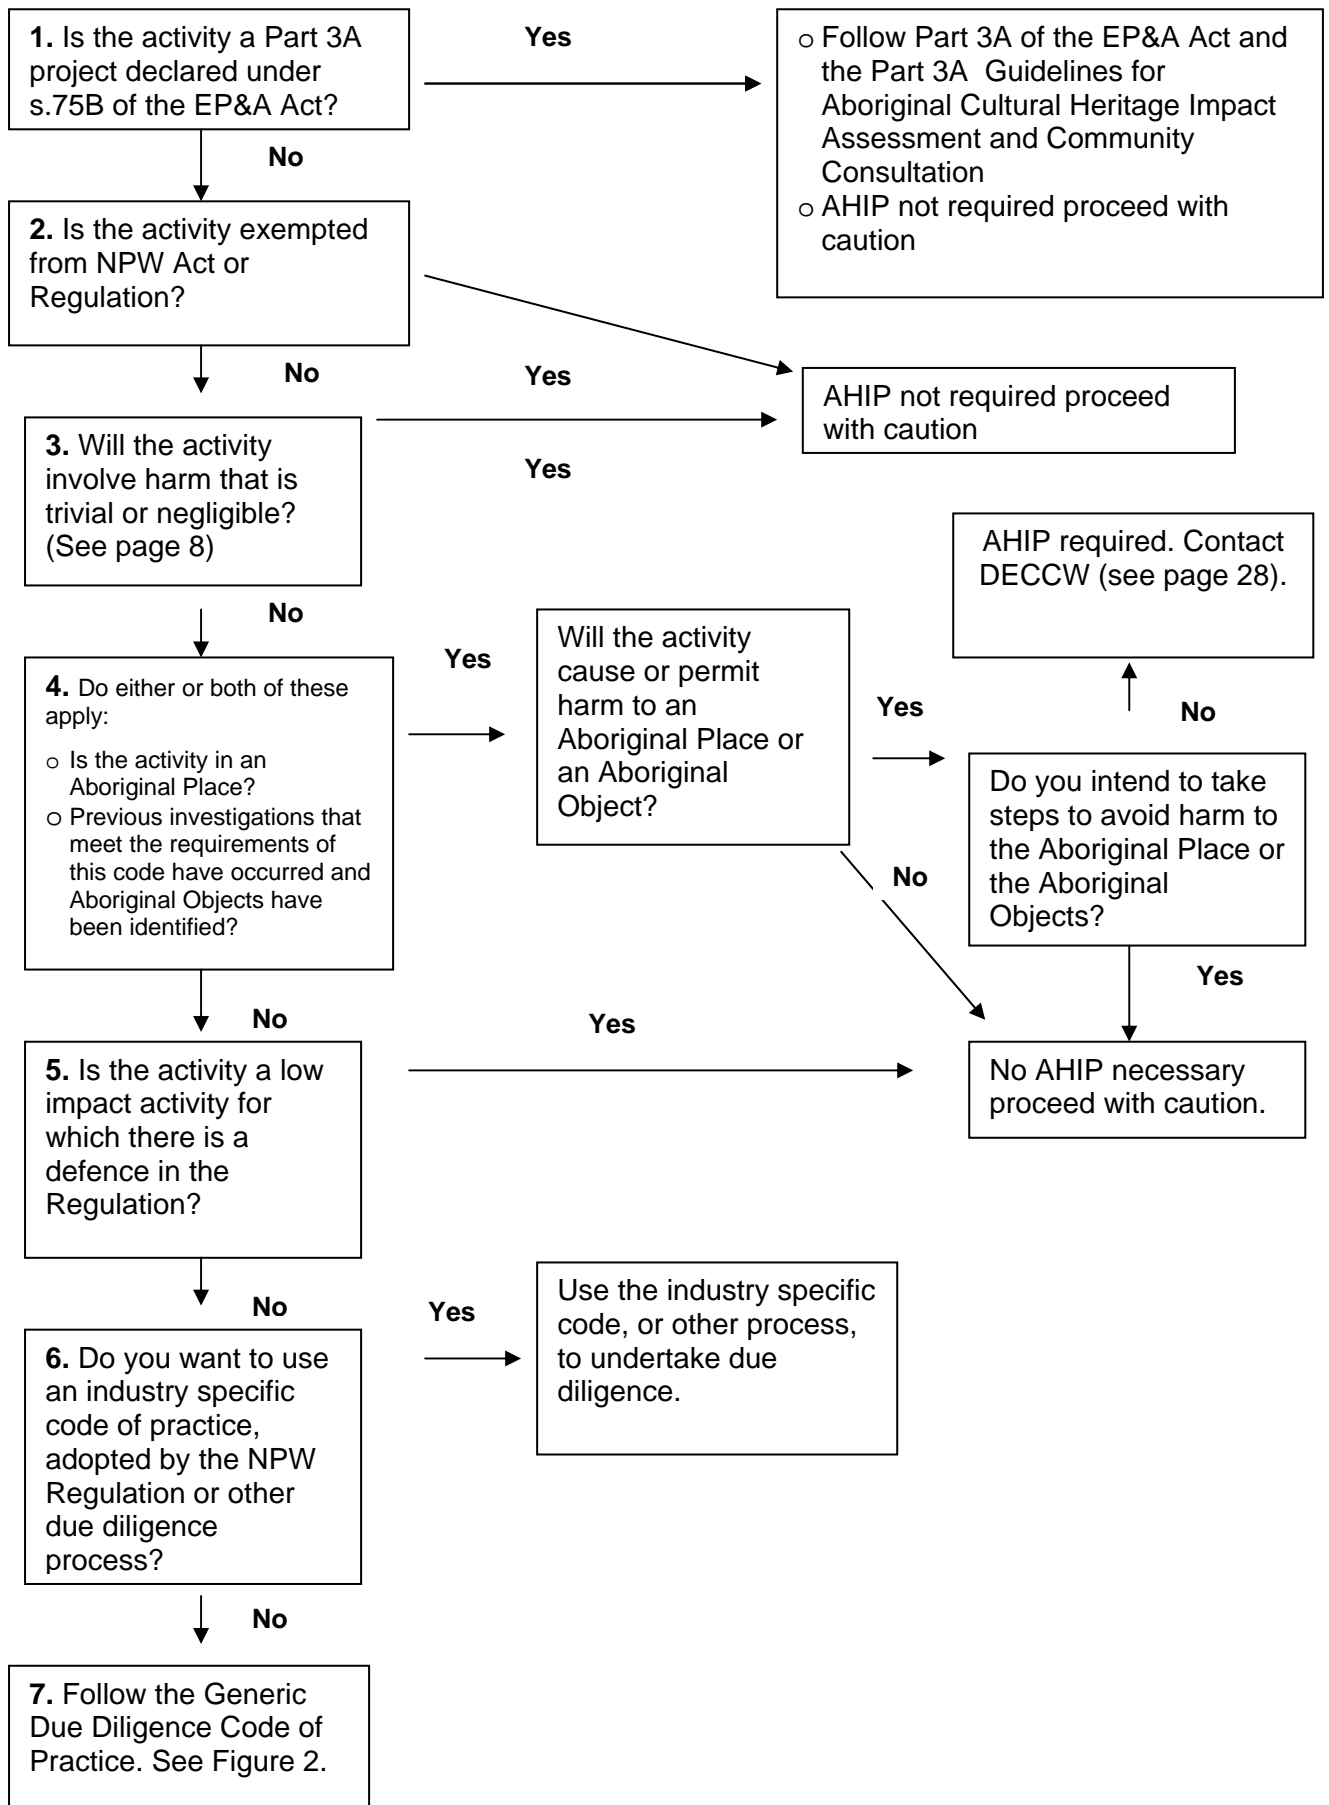 1. Is the activity a Part 3A
project declared under
s.75B of the EP&A Act?
Yes
o Follow Part 3A of the EP&A Act and
the Part 3A Guidelines for
Aboriginal Cultural Heritage Impact
Assessment and Community
Consultation
o AHIP not required proceed with
caution
No
2. Is the activity exempted
from NPW Act or
Regulation?
No
Yes
AHIP not required proceed
with caution
3. Will the activity
involve harm that is
trivial or negligible?
(See page 8)
Yes
No
4. Do either or both of these
apply:
o Is the activity in an
Aboriginal Place?
o Previous investigations that
meet the requirements of
this code have occurred and
Aboriginal Objects have
been identified?
Yes
Will the activity
cause or permit
harm to an
Aboriginal Place or
an Aboriginal
Object?
Yes
AHIP required. Contact
DECCW (see page 28).
No
Do you intend to take
steps to avoid harm to
the Aboriginal Place or
the Aboriginal
Objects?
No
Yes
No
Yes
5. Is the activity a low
impact activity for
which there is a
defence in the
Regulation?
No AHIP necessary
proceed with caution.
No
Yes
6. Do you want to use
an industry specific
code of practice,
adopted by the NPW
Regulation or other
due diligence
process?
Use the industry specific
code, or other process,
to undertake due
diligence.
No
7. Follow the Generic
Due Diligence Code of
Practice. See Figure 2.